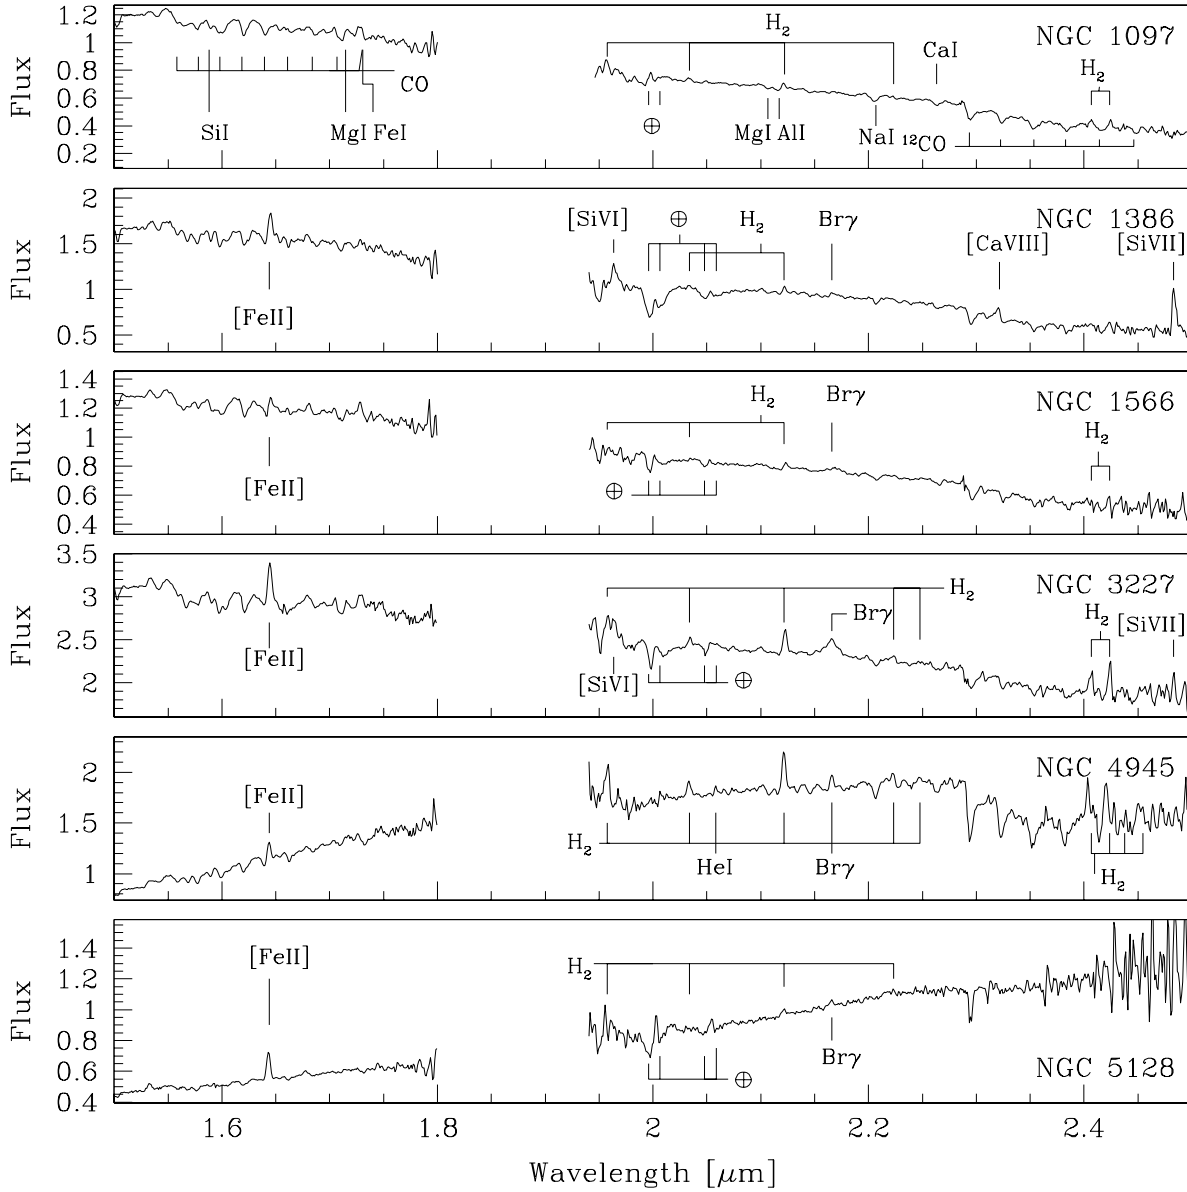 Flux
1.2
1
0.8
0.6
0.4
0.2
H₂
NGC 1097
CaI
H₂
CO
⊕
SiI
MgI FeI
MgI AlI
NaI ¹²CO
Flux
2
1.5
1
0.5
[SiVI]
⊕
H₂
Brγ
NGC 1386
[CaVIII]
[SiVII]
[FeII]
Flux
1.4
1.2
1
0.8
0.6
0.4
H₂
Brγ
NGC 1566
H₂
[FeII]
⊕
Flux
3.5
3
2.5
2
H₂
NGC 3227
Brγ
H₂
[SiVII]
[FeII]
[SiVI]
⊕
Flux
2
1.5
1
NGC 4945
[FeII]
H₂
HeI
Brγ
H₂
Flux
1.4
1.2
1
0.8
0.6
0.4
[FeII]
H₂
Brγ
NGC 5128
⊕
1.6
1.8
2
2.2
2.4
Wavelength [μm]